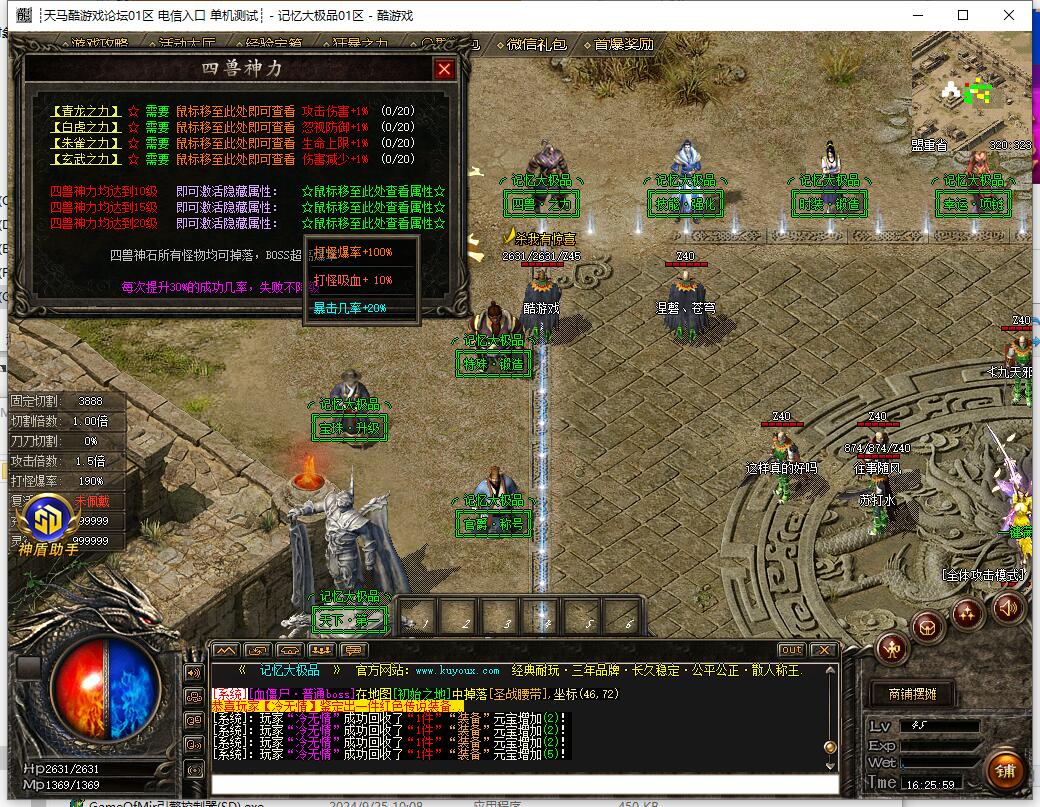 天马酷游戏论坛01区 电信入口 单机测试 - 记忆大极品01区 - 酷游戏
游戏攻略 活动大厅 经验宝箱 狂暴之力 微信礼包 首爆奖励
四兽神力
【青龙之力】 ☆ 需要 鼠标移至此处即可查看 攻击伤害+1% (0/20)
【白虎之力】 ☆ 需要 鼠标移至此处即可查看 忽视防御+1% (0/20)
【朱雀之力】 ☆ 需要 鼠标移至此处即可查看 生命上限+1% (0/20)
【玄武之力】 ☆ 需要 鼠标移至此处即可查看 伤害减少+1% (0/20)
四兽神力均达到10级 即可激活隐藏属性: ☆鼠标移至此处查看属性☆
四兽神力均达到15级 即可激活隐藏属性: ☆鼠标移至此处查看属性☆
四兽神力均达到20级 即可激活隐藏属性: ☆鼠标移至此处查看属性☆
四兽神石所有怪物均可掉落，BOSS超
每次提升30%的成功几率，失败不
打怪爆率+100%
打怪吸血+ 10%
暴击几率+20%
盟重省 320:323
记忆大极品
四兽·之力
记忆大极品
技能·强化
记忆大极品
时装·锻造
记忆大极品
幸运·项链
杀我有惊喜
2631/2631/Z45
酷游戏
Z40
涅磬、苍穹
Z40
九天邪
记忆大极品
特殊·锻造
记忆大极品
宝珠·升级
Z40
这样真的好吗
Z40
874/874/Z40
往事随风
苏打水
记忆大极品
官爵·称号
记忆大极品
天下·第一
[全体攻击模式]
固定切割: 3888
切割倍数: 1.00倍
刀刀切割: 0%
攻击倍数: 1.5倍
打怪爆率: 190%
未佩戴
99999
999999
神盾助手
1 2 3 4 5 6
out
《 记忆大极品 》 官方网站: www.kuyoux.com 经典耐玩·三年品牌·长久稳定·公平公正·散人称王.
[系统][血僵尸·普通boss]在地图[初始之地]中掉落[圣战腰带],坐标(46,72)
恭喜玩家【冷无情】鉴定出一件红色传说装备..
[系统]: 玩家“冷无情”成功回收了“1件”“装备”元宝增加(2)!
[系统]: 玩家“冷无情”成功回收了“1件”“装备”元宝增加(2)!
[系统]: 玩家“冷无情”成功回收了“1件”“装备”元宝增加(2)!
[系统]: 玩家“冷无情”成功回收了“1件”“装备”元宝增加(5)!
Hp2631/2631
Mp1369/1369
商铺摆摊
Lv 45
Exp
Wet
Tme 16:25:59
铺
2024/9/25 10:08 应用程序 450 KB